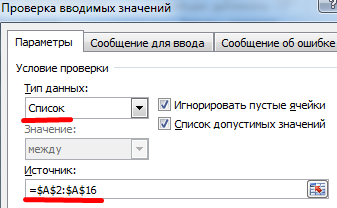 Проверка вводимых значений
Параметры Сообщение для ввода Сообщение об ошибке
Условие проверки
Тип данных:
Список Игнорировать пустые ячейки
Значение: Список допустимых значений
между
Источник:
=$A$2:$A$16